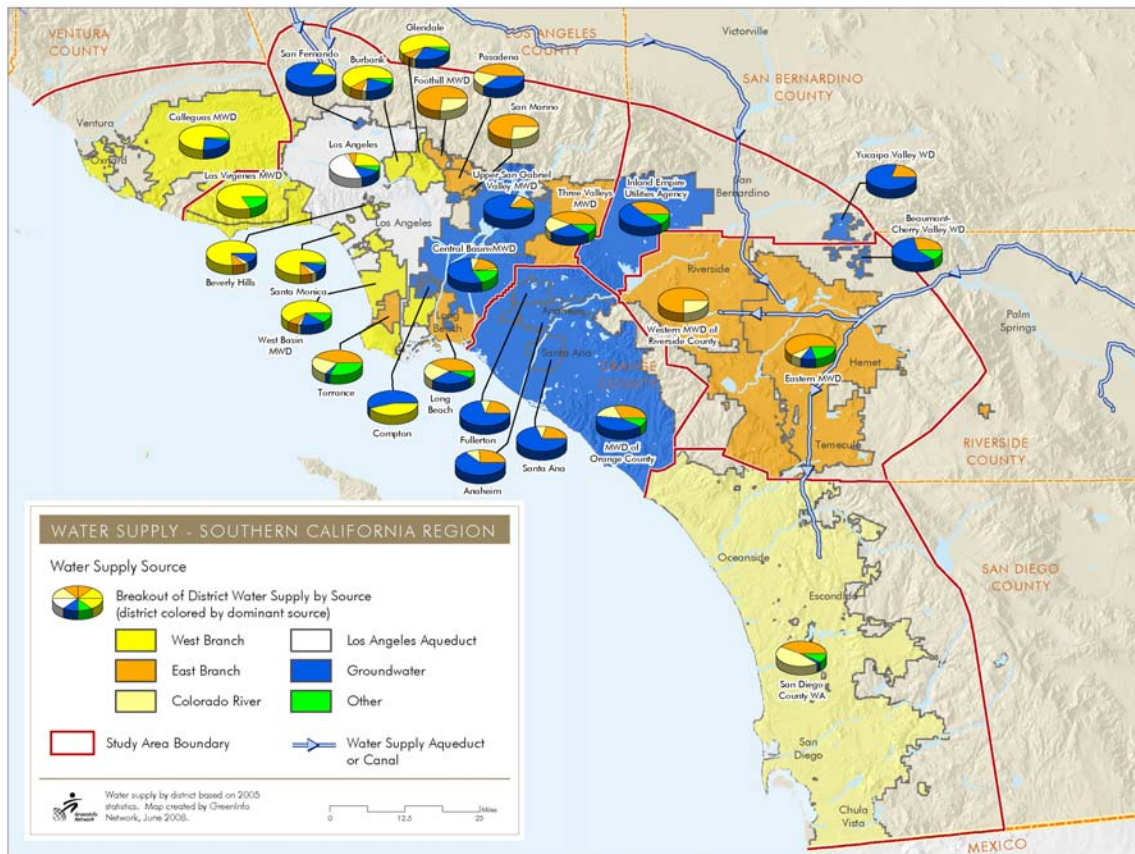 VENTURA
COUNTY
LOS ANGELES
COUNTY
Victorville
SAN BERNARDINO
COUNTY
Glendale
San Fernando
Burbank
Pasadena
Foothill MWD
San Marino
Calleguas MWD
Ventura
Oxnard
Los Angeles
Las Virgenes MWD
Upper San Gabriel
Valley MWD
Three Valleys
MWD
Inland Empire
Utilities Agency
San
Bernardino
Yucaipa Valley WD
Beaumont-
Cherry Valley WD
Los Angeles
Central Basin MWD
Beverly Hills
Santa Monica
West Basin
MWD
Long
Beach
Anaheim
Santa Ana
ORANGE
COUNTY
Riverside
Western MWD of
Riverside County
Palm
Springs
Eastern MWD
Hemet
Torrance
Compton
Long
Beach
Fullerton
Anaheim
Santa Ana
MWD of
Orange County
Temecula
RIVERSIDE
COUNTY
Oceanside
Escondido
SAN DIEGO
COUNTY
San Diego
County WA
San
Diego
Chula
Vista
MEXICO
WATER SUPPLY - SOUTHERN CALIFORNIA REGION
Water Supply Source
Breakout of District Water Supply by Source
(district colored by dominant source)
West Branch
Los Angeles Aqueduct
East Branch
Groundwater
Colorado River
Other
Study Area Boundary
Water Supply Aqueduct
or Canal
GreenInfo
Network
Water supply by district based on 2005
statistics. Map created by GreenInfo
Network, June 2008.
Miles
0 12.5 25